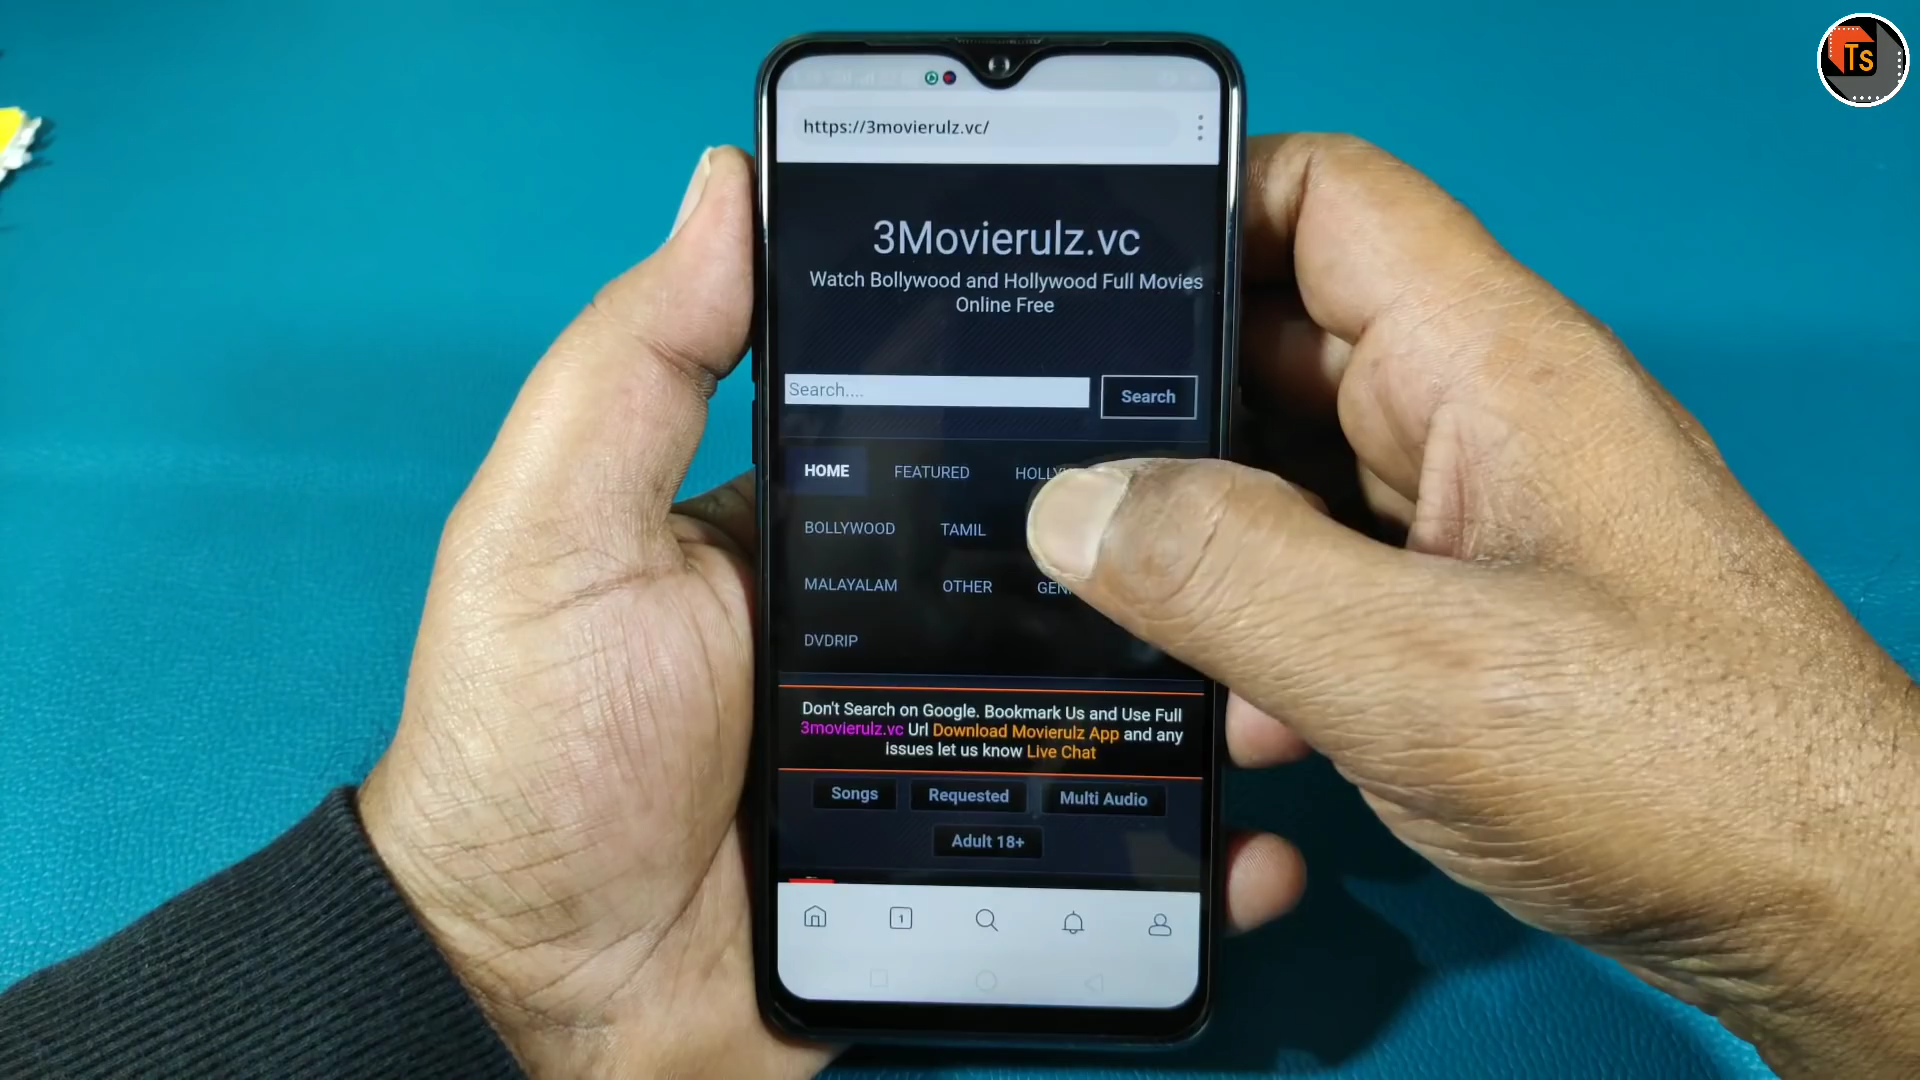 Ts
https://3movierulz.vc/
3Movierulz.vc
Watch Bollywood and Hollywood Full Movies
Online Free
Search....
Search
HOME
FEATURED
BOLLYWOOD
TAMIL
MALAYALAM
OTHER
DVDRIP
Don't Search on Google. Bookmark Us and Use Full
3movierulz.vc Url Download Movierulz App and any
issues let us know Live Chat
Songs
Requested
Multi Audio
Adult 18+
1